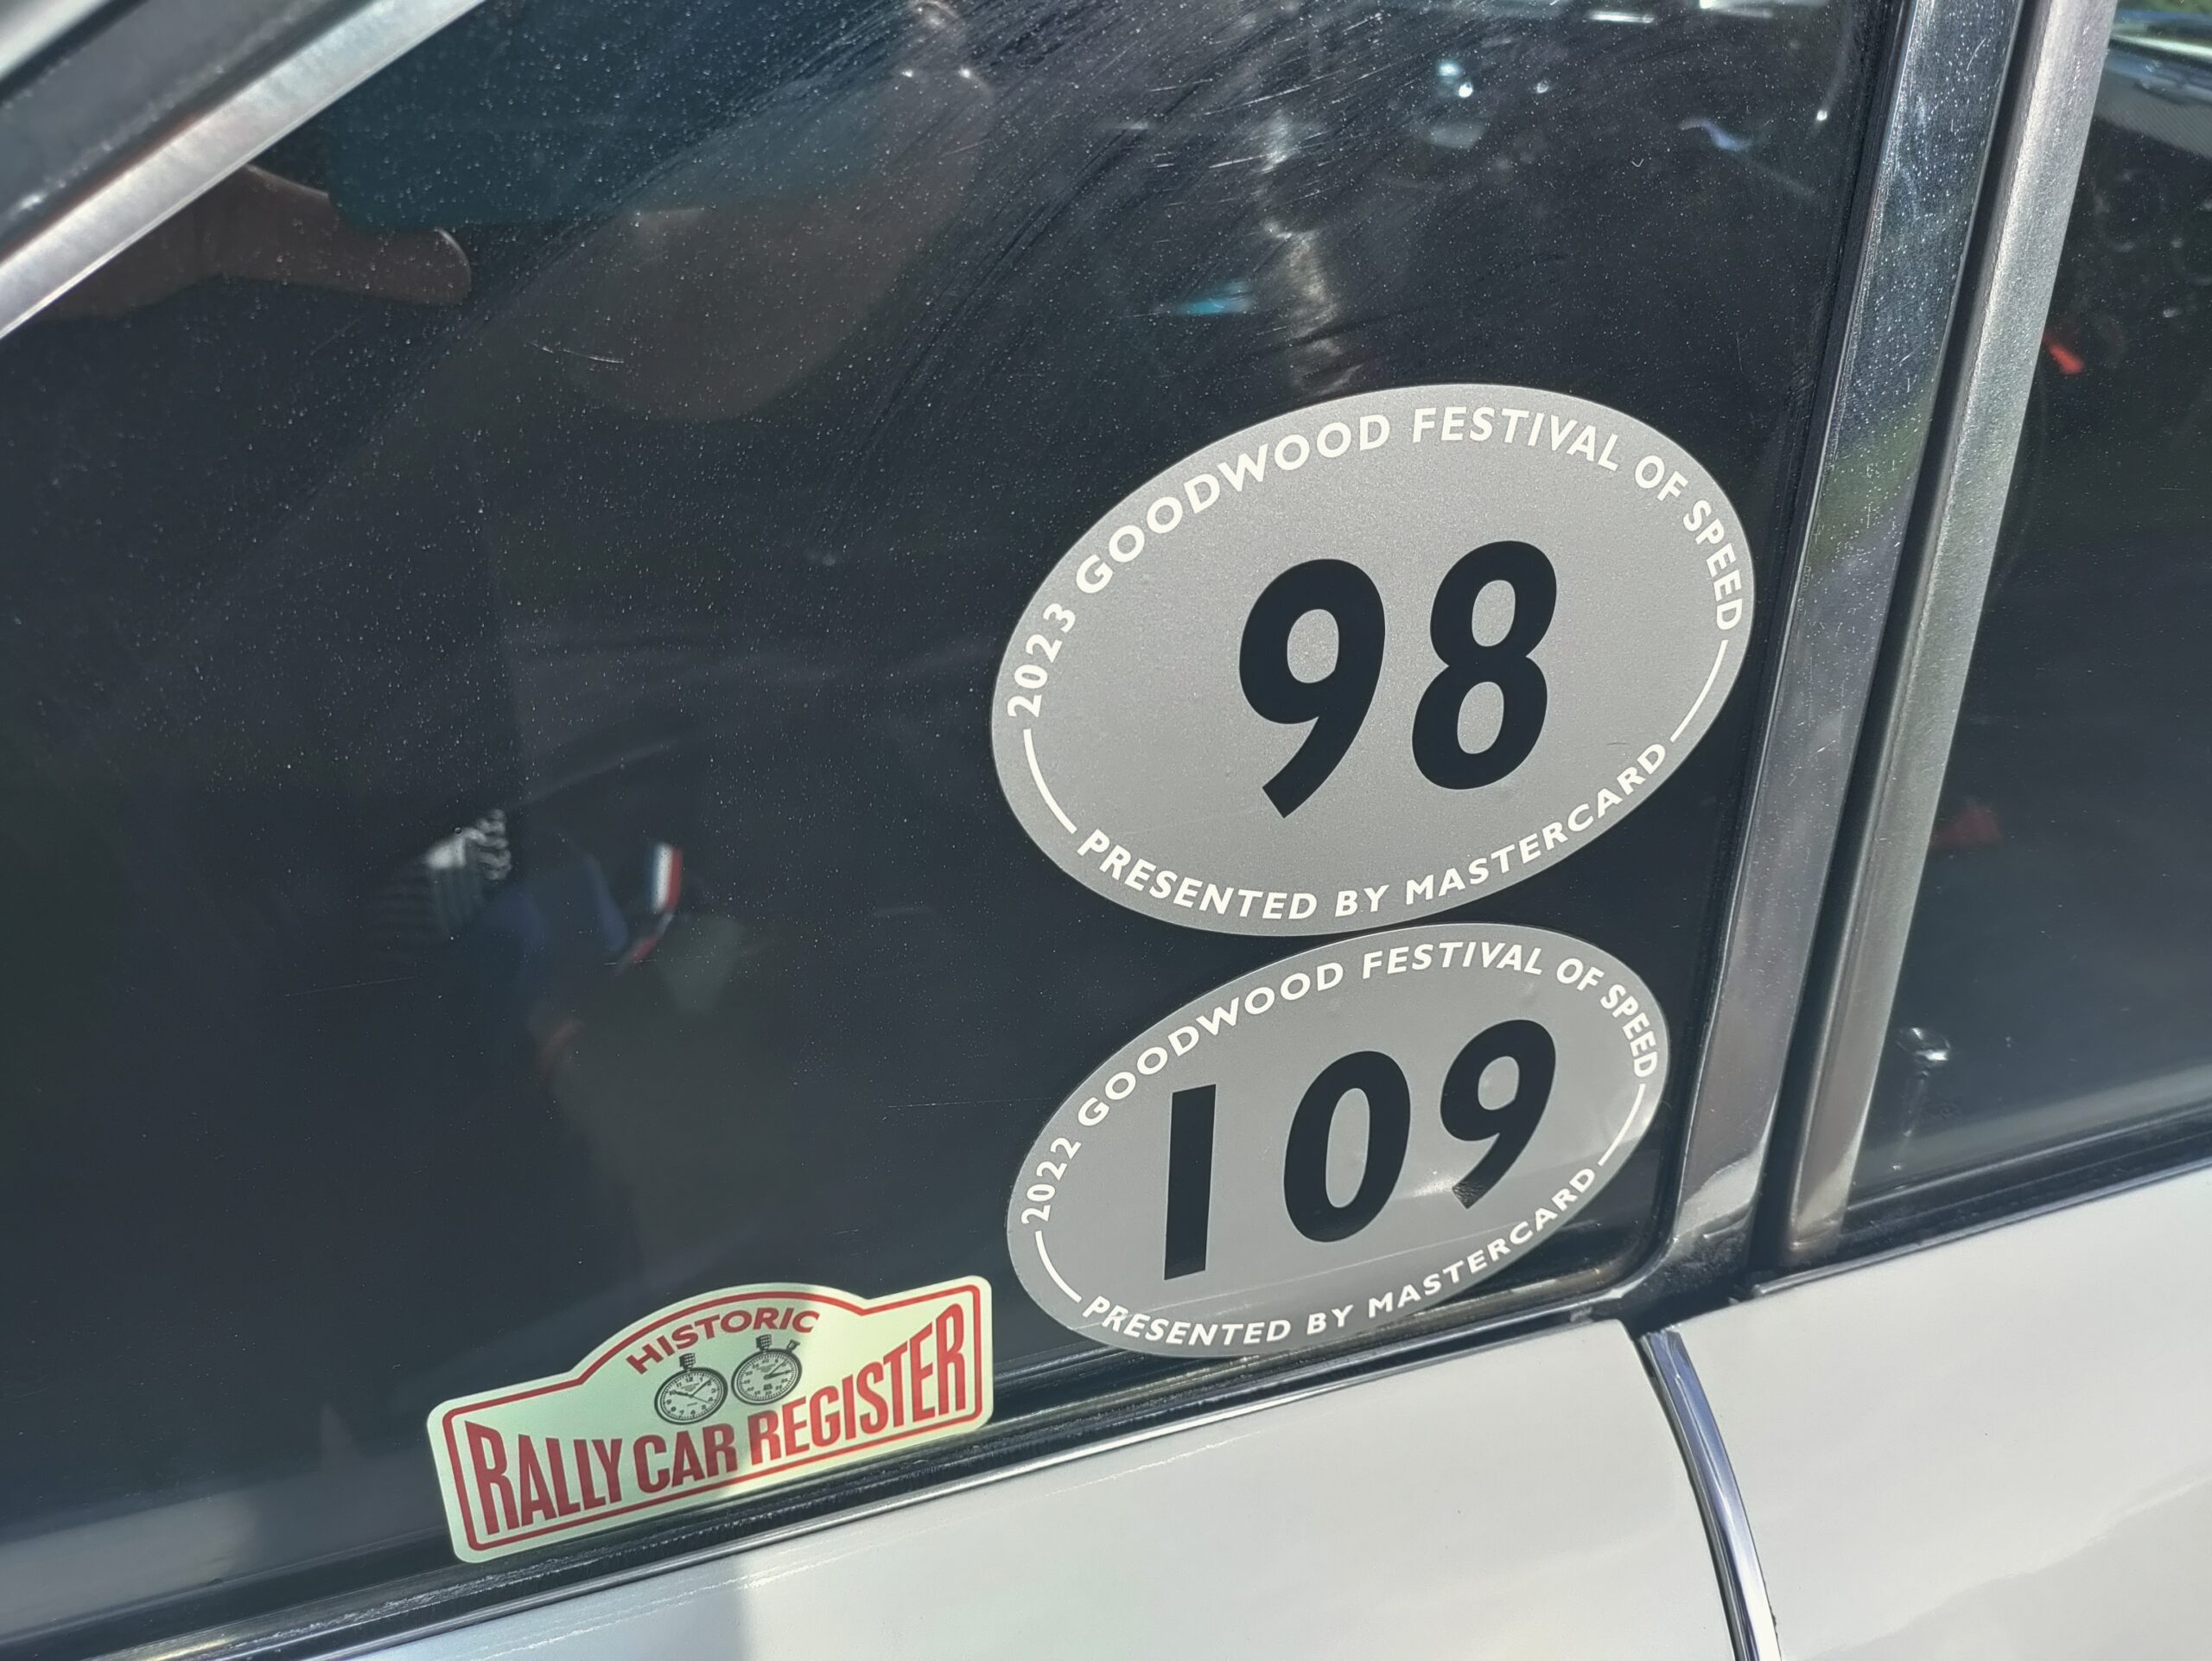 2023 GOODWOOD FESTIVAL OF SPEED
98
PRESENTED BY MASTERCARD
2022 GOODWOOD FESTIVAL OF SPEED
109
PRESENTED BY MASTERCARD
HISTORIC
RALLY CAR REGISTER